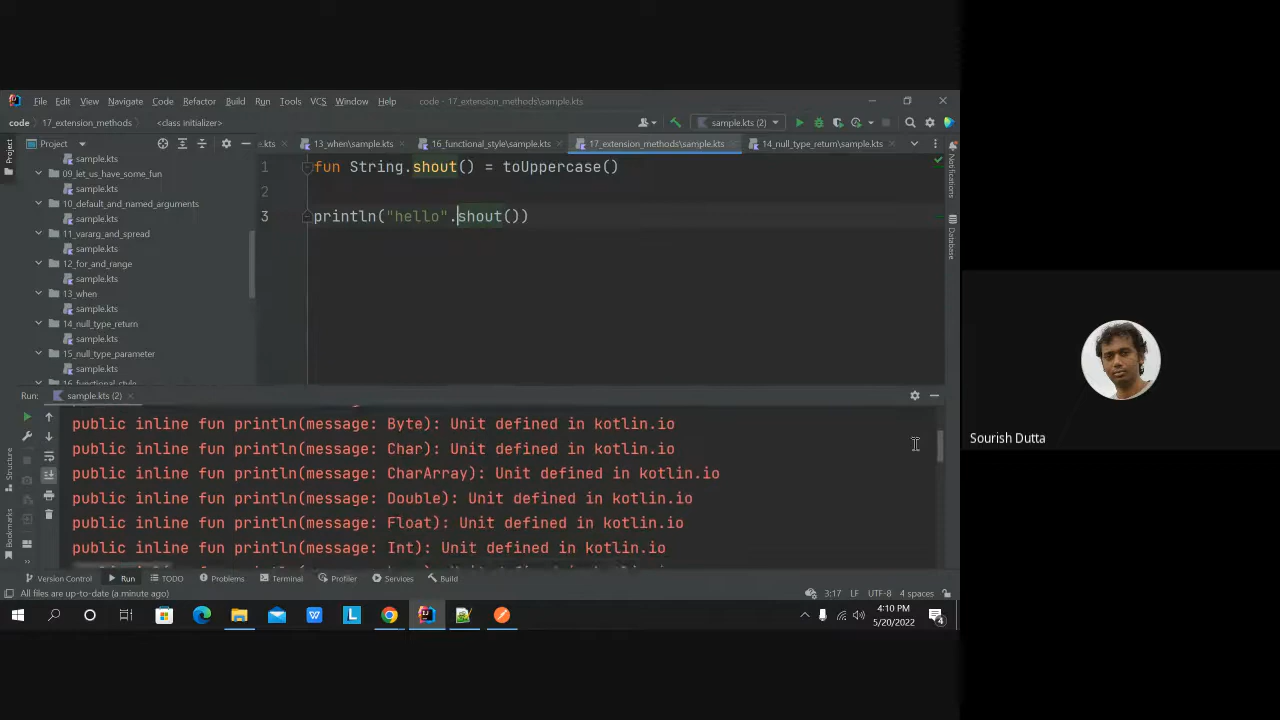 File Edit View Navigate Code Refactor Build Run Tools VCS Window Help code - 17_extension_methods\sample.kts
code 17_extension_methods <class initializer> sample.kts (2)
Project e.kts 13_when\sample.kts 16_functional_style\sample.kts 17_extension_methods\sample.kts 14_null_type_return\sample.kts
Project
sample.kts
09_let_us_have_some_fun
sample.kts
10_default_and_named_arguments
sample.kts
11_vararg_and_spread
sample.kts
12_for_and_range
sample.kts
13_when
sample.kts
14_null_type_return
sample.kts
15_null_type_parameter
sample.kts
16_functional_style
1 fun String.shout() = toUppercase()
2
3 println("hello".shout())
Notifications
Database
Run: sample.kts (2)
public inline fun println(message: Byte): Unit defined in kotlin.io
public inline fun println(message: Char): Unit defined in kotlin.io
public inline fun println(message: CharArray): Unit defined in kotlin.io
public inline fun println(message: Double): Unit defined in kotlin.io
public inline fun println(message: Float): Unit defined in kotlin.io
public inline fun println(message: Int): Unit defined in kotlin.io
Structure
Bookmarks
Version Control Run TODO Problems Terminal Profiler Services Build
All files are up-to-date (a minute ago) 3:17 LF UTF-8 4 spaces
4:10 PM
5/20/2022
4
Sourish Dutta